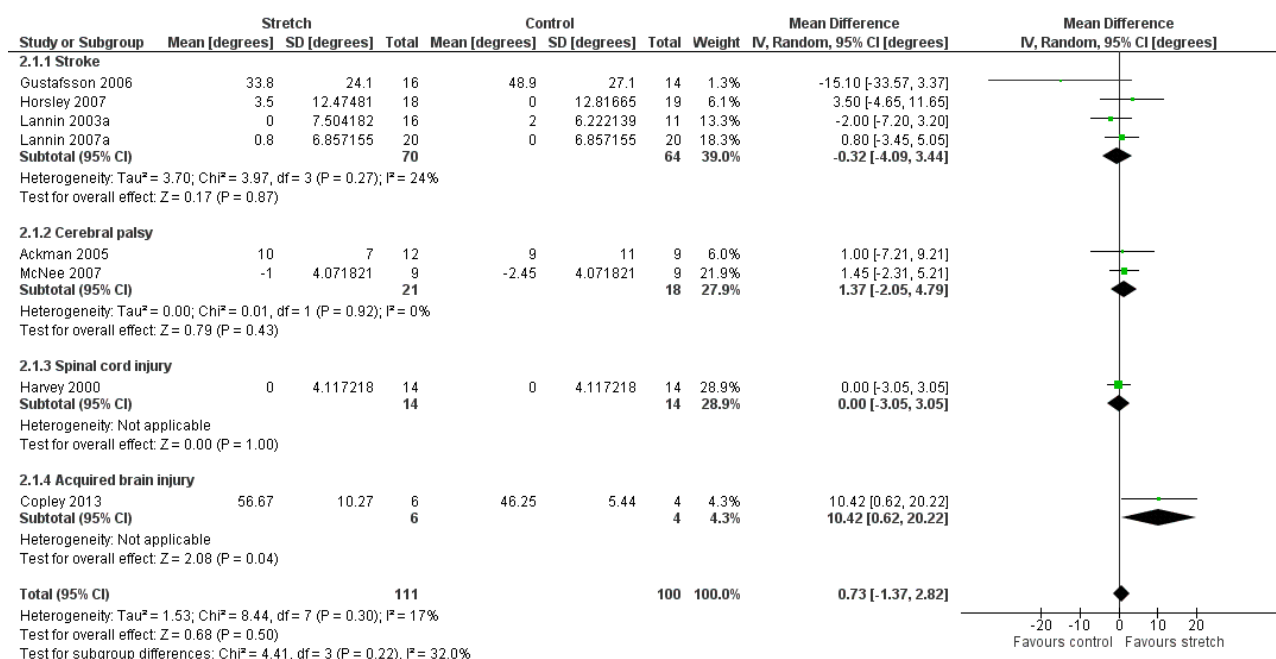 Stretch Control Mean Difference Mean Difference
Study or Subgroup Mean [degrees] SD [degrees] Total Mean [degrees] SD [degrees] Total Weight IV, Random, 95% CI [degrees] IV, Random, 95% CI [degrees]
2.1.1 Stroke
Gustafsson 2006 33.8 24.1 16 48.9 27.1 14 1.3% -15.10 [-33.57, 3.37]
Horsley 2007 3.5 12.47481 18 0 12.81665 19 6.1% 3.50 [-4.65, 11.65]
Lannin 2003a 0 7.504182 16 2 6.222139 11 13.3% -2.00 [-7.20, 3.20]
Lannin 2007a 0.8 6.857155 20 0 6.857155 20 18.3% 0.80 [-3.45, 5.05]
Subtotal (95% CI) 70 64 39.0% -0.32 [-4.09, 3.44]
Heterogeneity: Tau² = 3.70; Chi² = 3.97, df = 3 (P = 0.27); I² = 24%
Test for overall effect: Z = 0.17 (P = 0.87)
2.1.2 Cerebral palsy
Ackman 2005 10 7 12 9 11 9 6.0% 1.00 [-7.21, 9.21]
McNee 2007 -1 4.071821 9 -2.45 4.071821 9 21.9% 1.45 [-2.31, 5.21]
Subtotal (95% CI) 21 18 27.9% 1.37 [-2.05, 4.79]
Heterogeneity: Tau² = 0.00; Chi² = 0.01, df = 1 (P = 0.92); I² = 0%
Test for overall effect: Z = 0.79 (P = 0.43)
2.1.3 Spinal cord injury
Harvey 2000 0 4.117218 14 0 4.117218 14 28.9% 0.00 [-3.05, 3.05]
Subtotal (95% CI) 14 14 28.9% 0.00 [-3.05, 3.05]
Heterogeneity: Not applicable
Test for overall effect: Z = 0.00 (P = 1.00)
2.1.4 Acquired brain injury
Copley 2013 56.67 10.27 6 46.25 5.44 4 4.3% 10.42 [0.62, 20.22]
Subtotal (95% CI) 6 4 4.3% 10.42 [0.62, 20.22]
Heterogeneity: Not applicable
Test for overall effect: Z = 2.08 (P = 0.04)
Total (95% CI) 111 100 100.0% 0.73 [-1.37, 2.82]
Heterogeneity: Tau² = 1.53; Chi² = 8.44, df = 7 (P = 0.30); I² = 17%
Test for overall effect: Z = 0.68 (P = 0.50)
Test for subgroup differences: Chi² = 4.41, df = 3 (P = 0.22), I² = 32.0%
-20 -10 0 10 20
Favours control Favours stretch